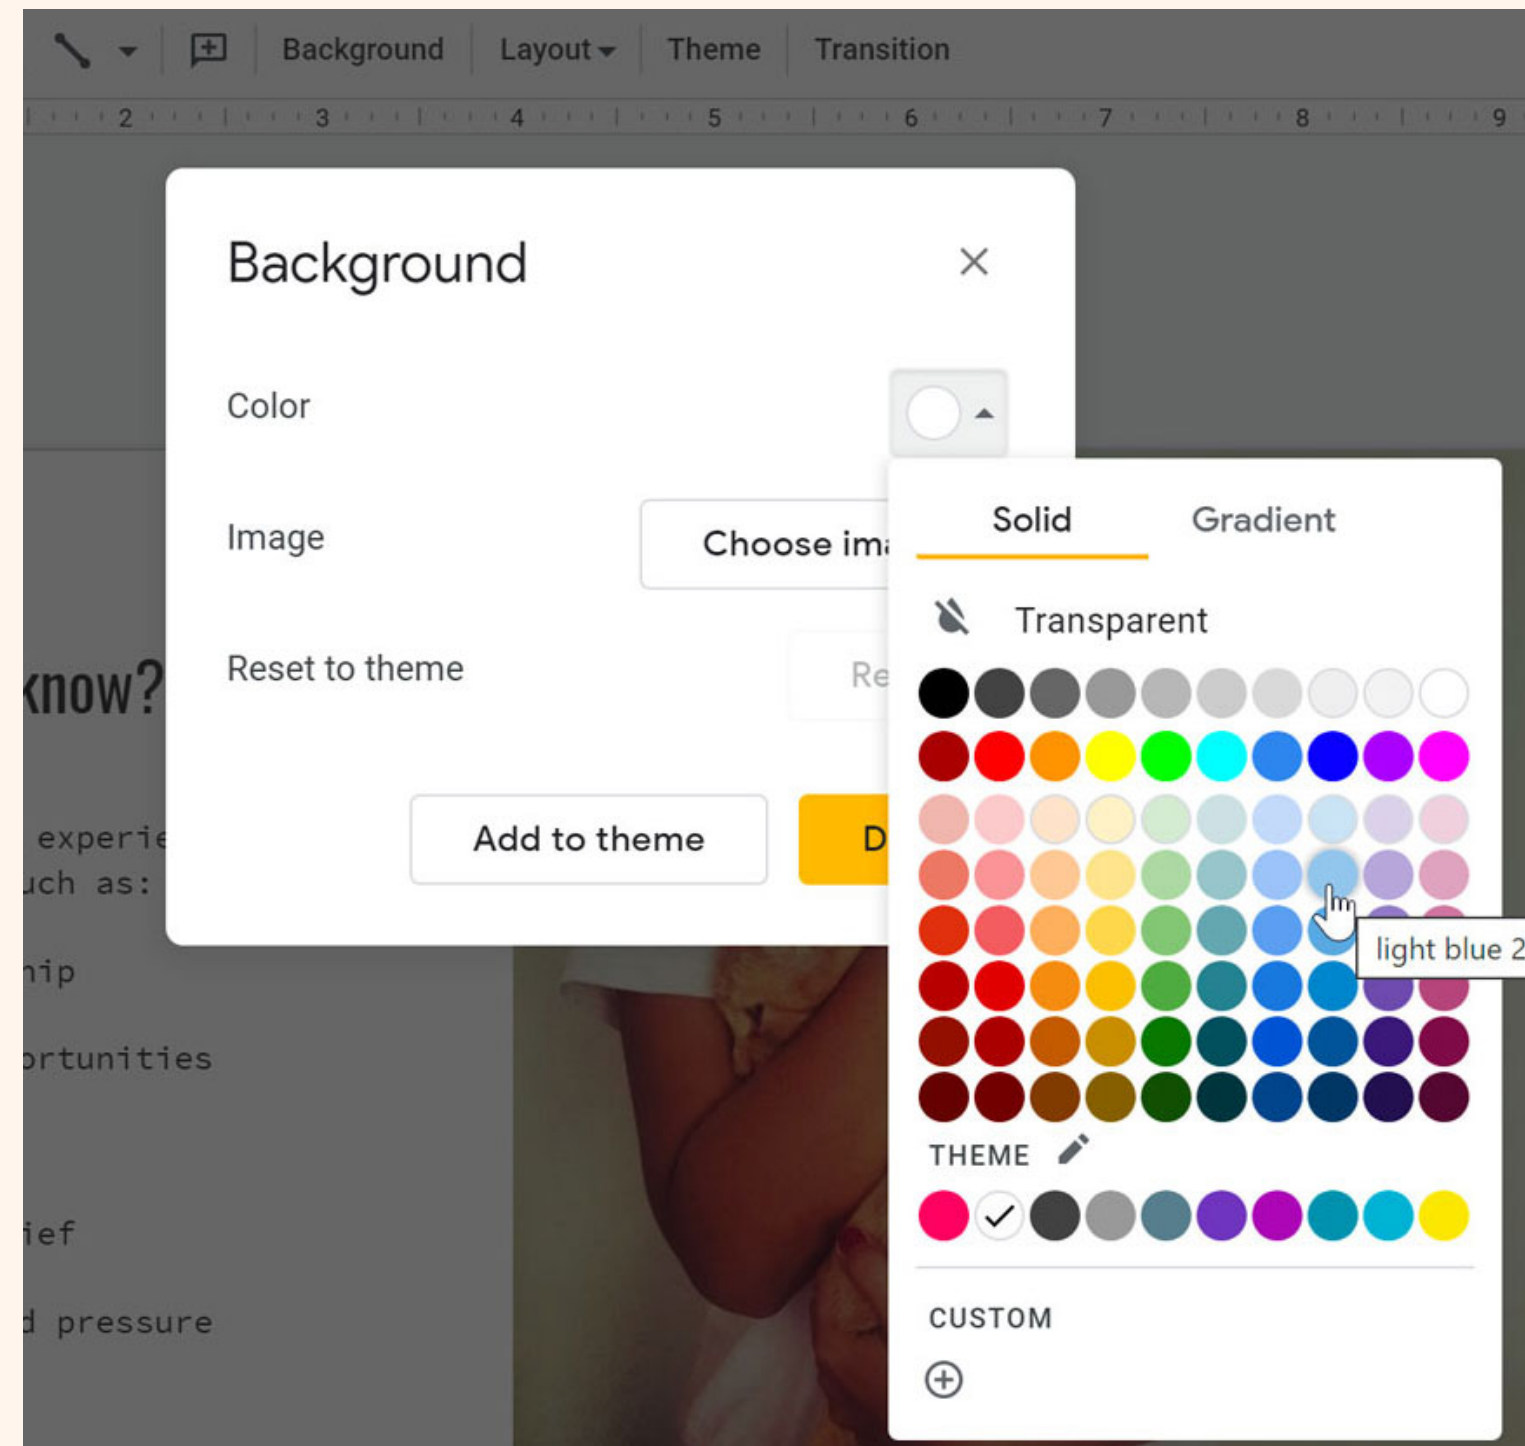 Background Layout Theme Transition
2 3 4 5 6 7 8 9
Background
Color
Solid Gradient
Image
Choose ima
Transparent
Reset to theme
Re
know?
Add to theme
D
experie
uch as:
light blue 2
hip
ortunities
THEME
ief
CUSTOM
d pressure